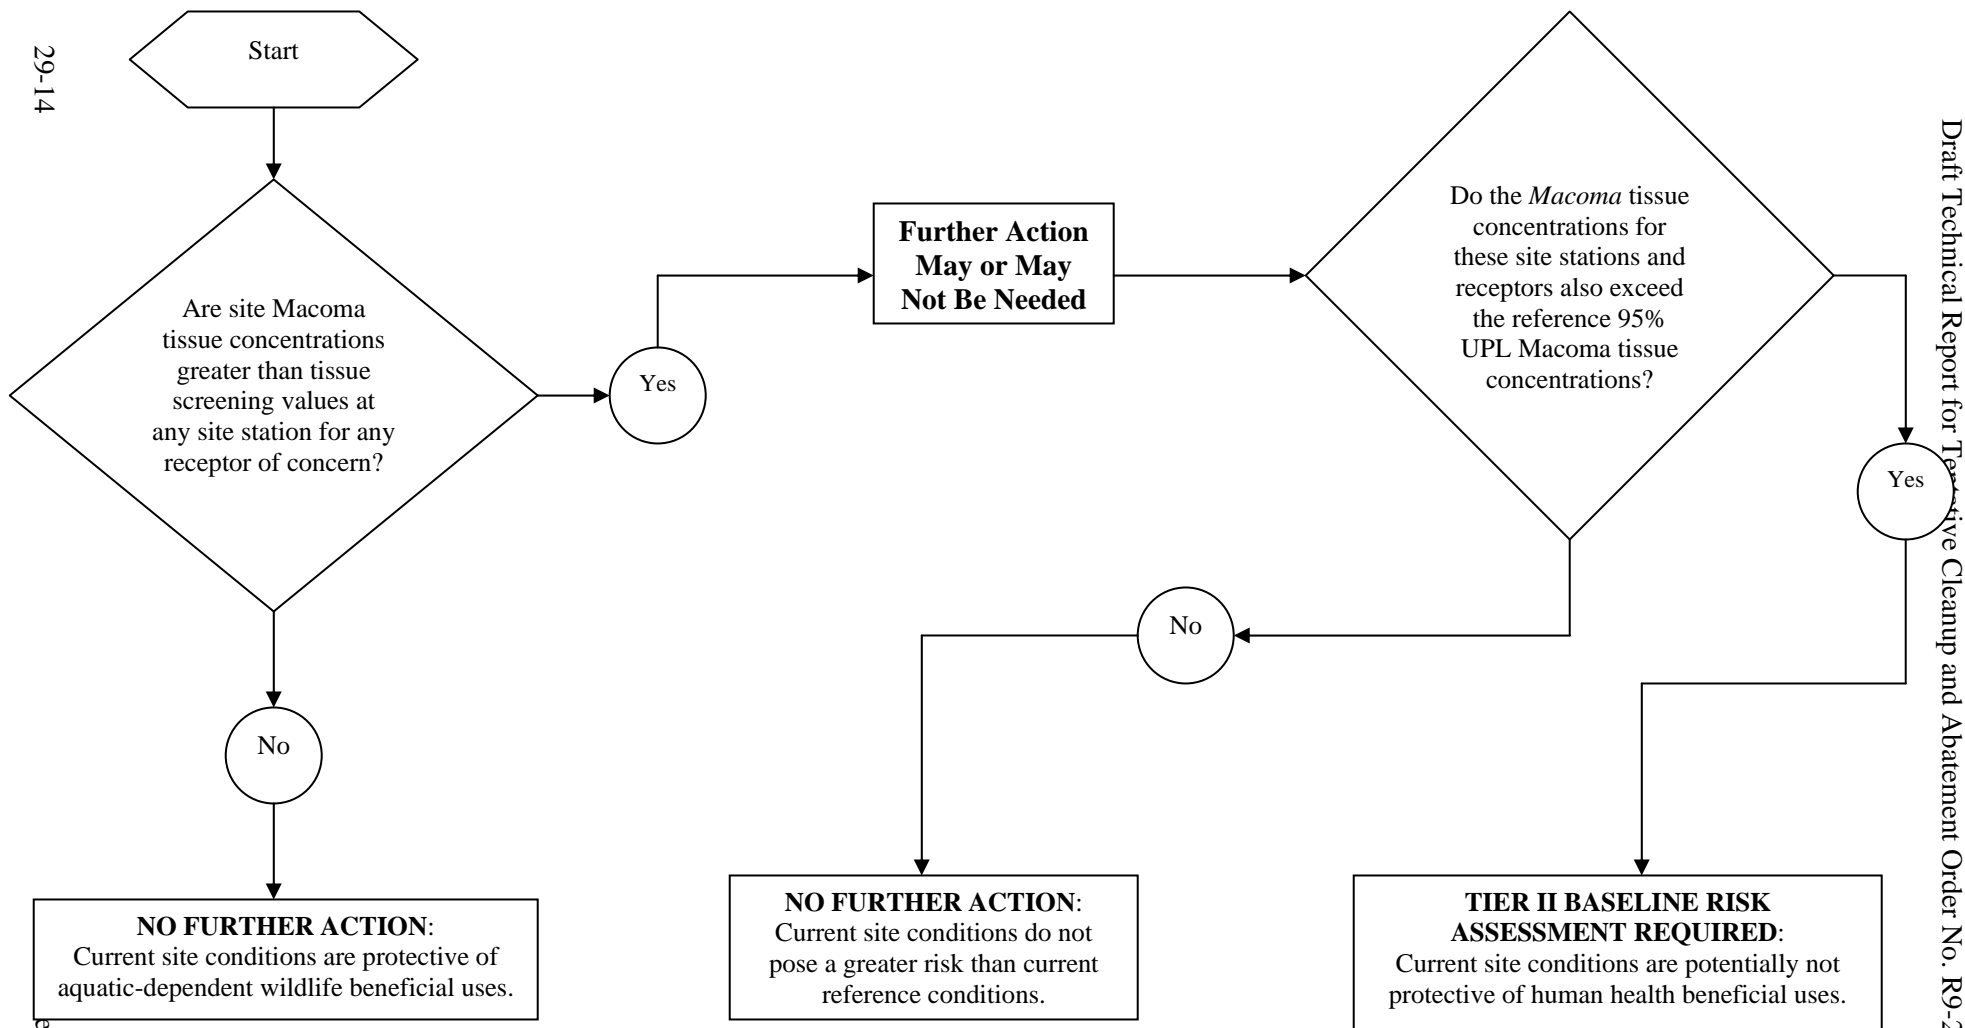 29-14
Start
Are site Macoma
tissue concentrations
greater than tissue
screening values at
any site station for any
receptor of concern?
Yes
No
NO FURTHER ACTION:
Current site conditions are protective of
aquatic-dependent wildlife beneficial uses.
Further Action
May or May
Not Be Needed
Do the Macoma tissue
concentrations for
these site stations and
receptors also exceed
the reference 95%
UPL Macoma tissue
concentrations?
No
NO FURTHER ACTION:
Current site conditions do not
pose a greater risk than current
reference conditions.
Yes
TIER II BASELINE RISK
ASSESSMENT REQUIRED:
Current site conditions are potentially not
protective of human health beneficial uses.
Draft Technical Report for Tentative Cleanup and Abatement Order No. R9-2